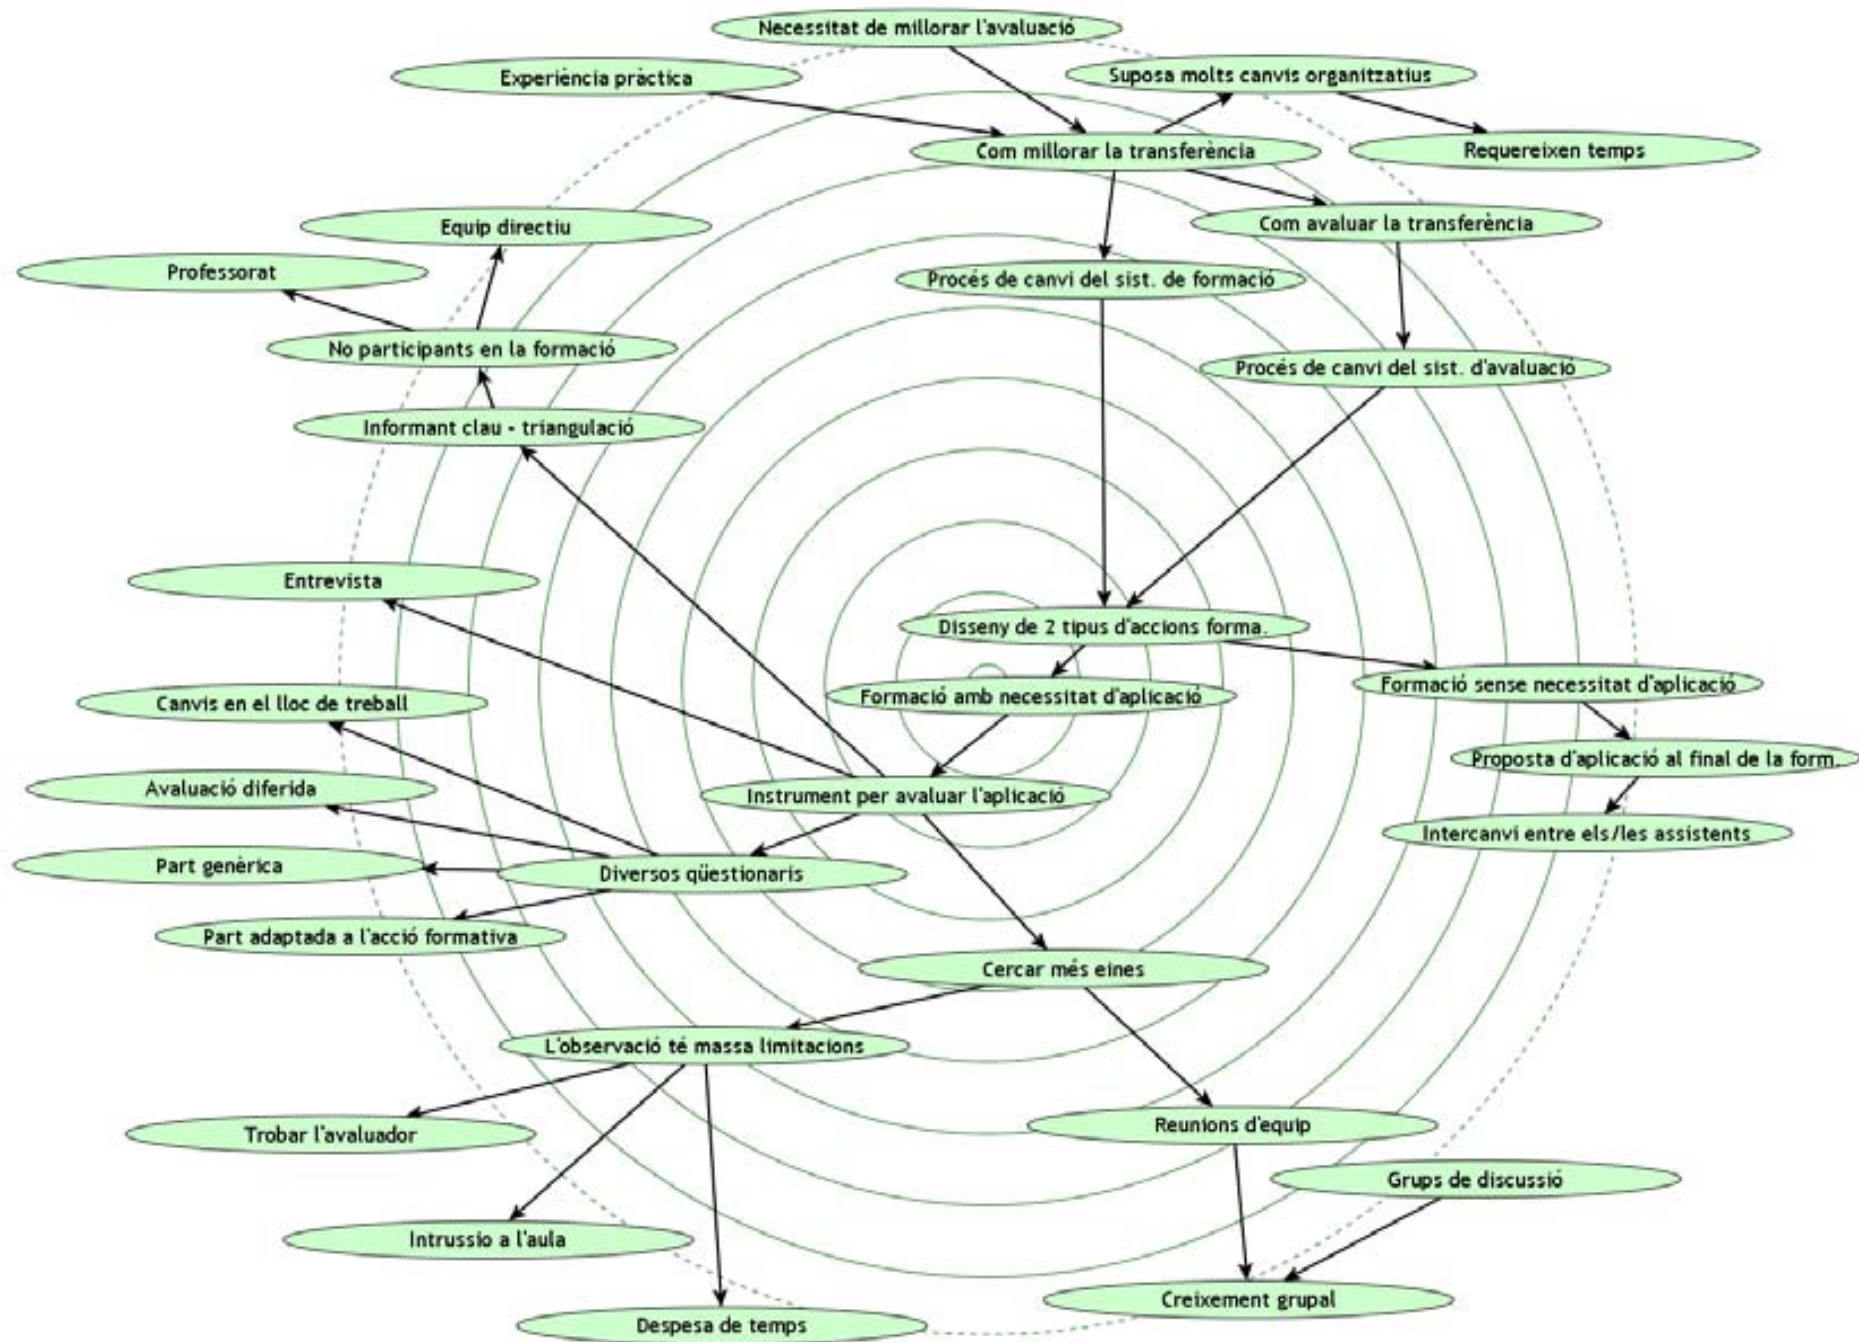 Necessitat de millorar l'avaluació
Experiència pràctica
Suposa molts canvis organitzatius
Com millorar la transferència
Requereixen temps
Equip directiu
Com avaluar la transferència
Professorat
Procés de canvi del sist. de formació
No participants en la formació
Procés de canvi del sist. d'avaluació
Informant clau - triangulació
Entrevista
Disseny de 2 tipus d'accions forma.
Formació amb necessitat d'aplicació
Formació sense necessitat d'aplicació
Canvis en el lloc de treball
Proposta d'aplicació al final de la form.
Avaluació diferida
Instrument per avaluar l'aplicació
Intercanvi entre els/les assistents
Part genèrica
Diversos qüestionaris
Part adaptada a l'acció formativa
Cercar més eines
L'observació té massa limitacions
Trobar l'avaluador
Reunions d'equip
Grups de discussió
Intrussio a l'aula
Creixement grupal
Despesa de temps